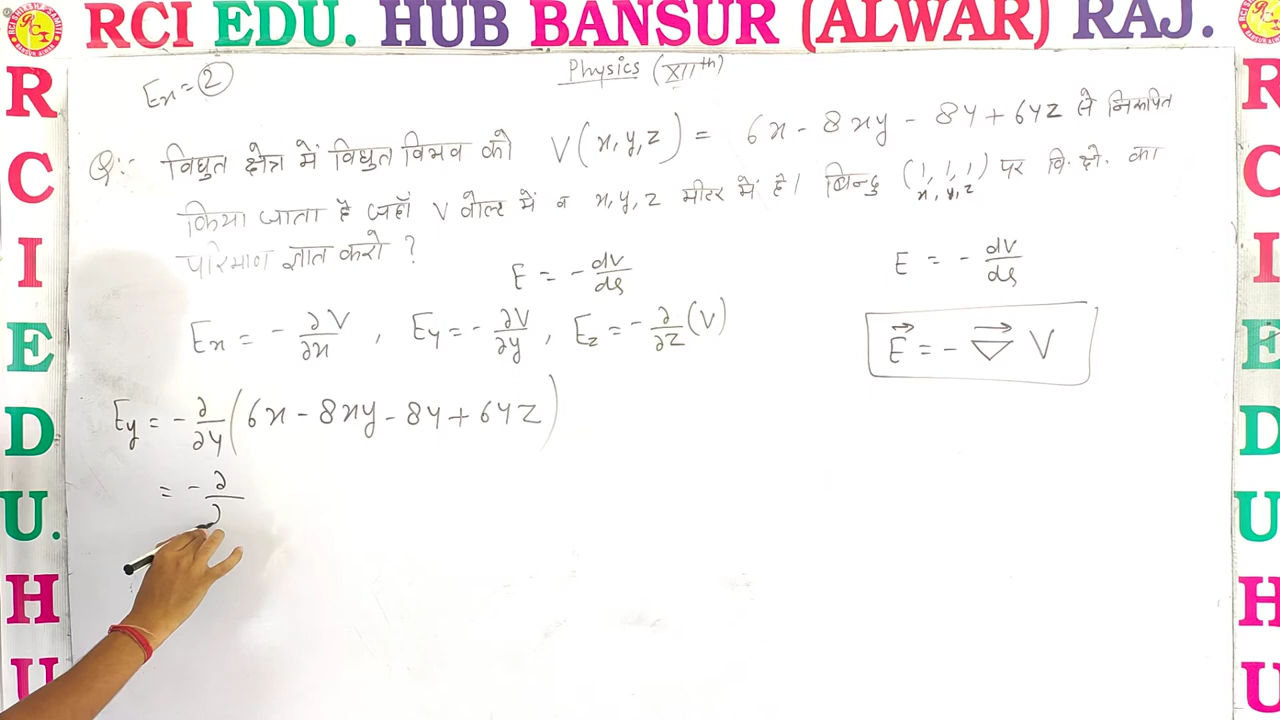 RCI EDU. HUB BANSUR (ALWAR) RAJ.
R
C
I
E
D
U.
H
U
R
C
I
E
D
U
H
U
Physics (XIIth)
Ex = 2
Q:- विधुत क्षेत्र में विधुत विभव को V(x,y,z) = 6x - 8xy - 8y + 6yz से निरूपित
किया जाता है जहाँ V वोल्ट में व x, y, z मीटर में है। बिन्दु (1, 1, 1) पर वि. क्षे. का
x, y, z
परिमाण ज्ञात करो ?
E = - dv/ds
E = - dv/ds
Ex = - ∂V/∂x , Ey = - ∂V/∂y , Ez = - ∂/∂z (V)
E⃗ = - ∇⃗ V
Ey = - ∂/∂y (6x - 8xy - 8y + 6yz)
= - ∂/∂